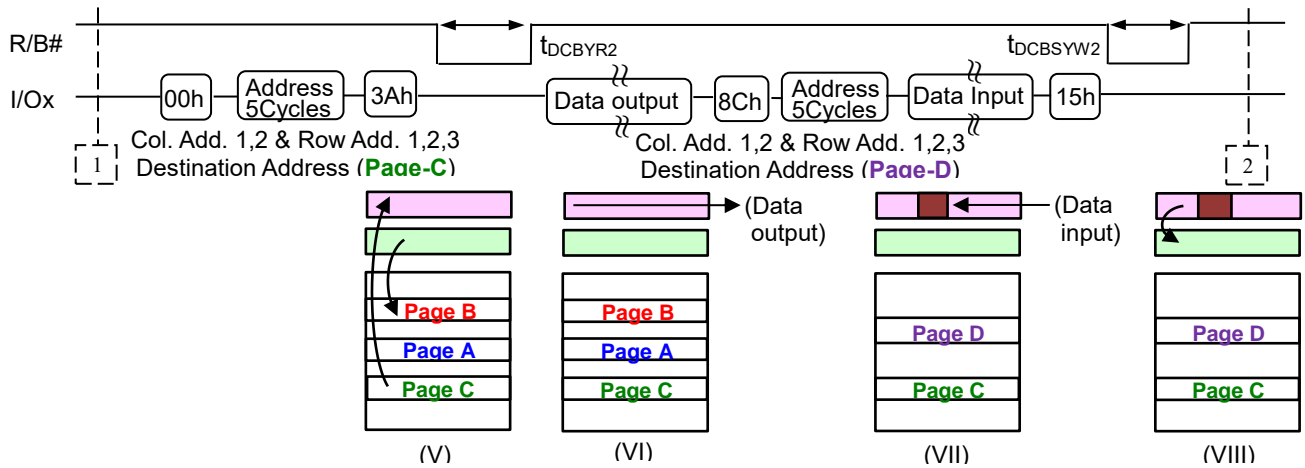 R/B#
tDCBYR2
tDCBSYW2
I/Ox
00h
Address
5Cycles
3Ah
Data output
8Ch
Address
5Cycles
Data Input
15h
Col. Add. 1,2 & Row Add. 1,2,3
Destination Address (Page-C)
Col. Add. 1,2 & Row Add. 1,2,3
Destination Address (Page-D)
1
2
(Data
output)
(Data
input)
Page B
Page A
Page C
Page B
Page A
Page C
Page D
Page C
Page D
Page C
(V)
(VI)
(VII)
(VIII)